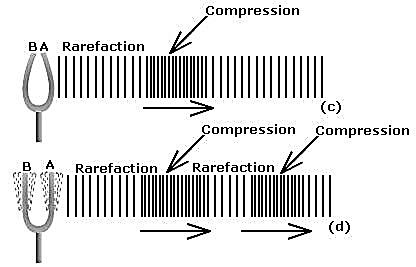 Compression
B A Rarefaction
(c)
Compression Compression
B A Rarefaction Rarefaction
(d)